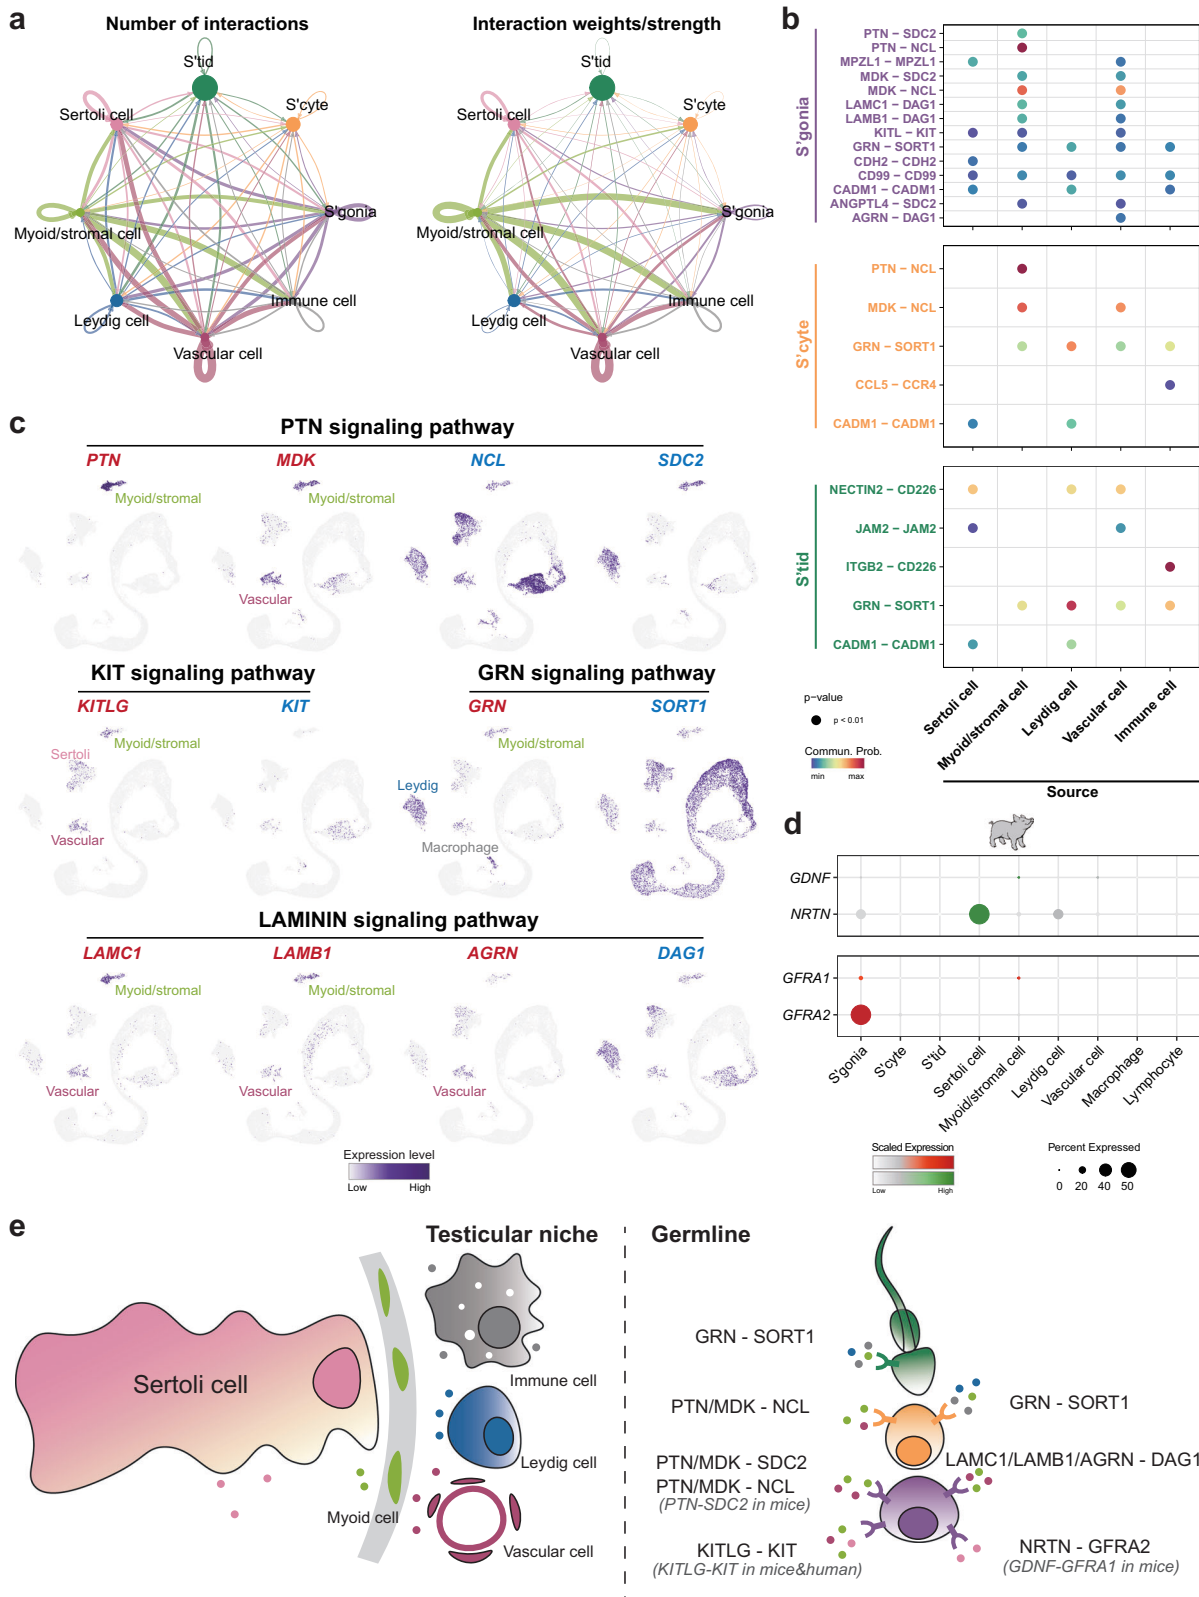 a
Number of interactions
Interaction weights/strength
S'tid
S'cyte
Sertoli cell
S'gonia
Myoid/stromal cell
Immune cell
Leydig cell
Vascular cell
S'tid
S'cyte
Sertoli cell
S'gonia
Myoid/stromal cell
Immune cell
Leydig cell
Vascular cell
b
S'gonia
PTN − SDC2
PTN − NCL
MPZL1 − MPZL1
MDK − SDC2
MDK − NCL
LAMC1 − DAG1
LAMB1 − DAG1
KITL − KIT
GRN − SORT1
CDH2 − CDH2
CD99 − CD99
CADM1 − CADM1
ANGPTL4 − SDC2
AGRN − DAG1
S'cyte
PTN − NCL
MDK − NCL
GRN − SORT1
CCL5 − CCR4
CADM1 − CADM1
S'tid
NECTIN2 − CD226
JAM2 − JAM2
ITGB2 − CD226
GRN − SORT1
CADM1 − CADM1
p-value
p < 0.01
Commun. Prob.
min max
Sertoli cell
Myoid/stromal cell
Leydig cell
Vascular cell
Immune cell
Source
c
PTN signaling pathway
PTN MDK NCL SDC2
Myoid/stromal
Myoid/stromal
Vascular
KIT signaling pathway
GRN signaling pathway
KITLG KIT GRN SORT1
Myoid/stromal
Myoid/stromal
Sertoli
Leydig
Vascular
Macrophage
LAMININ signaling pathway
LAMC1 LAMB1 AGRN DAG1
Myoid/stromal
Myoid/stromal
Vascular
Vascular
Vascular
Expression level
Low High
d
GDNF
NRTN
GFRA1
GFRA2
S'gonia
S'cyte
S'tid
Sertoli cell
Myoid/stromal cell
Leydig cell
Vascular cell
Macrophage
Lymphocyte
Scaled Expression
Low High
Percent Expressed
0 20 40 50
e
Testicular niche
Germline
Sertoli cell
Immune cell
Leydig cell
Myoid cell
Vascular cell
GRN - SORT1
PTN/MDK - NCL
GRN - SORT1
PTN/MDK - SDC2
PTN/MDK - NCL
(PTN-SDC2 in mice)
LAMC1/LAMB1/AGRN - DAG1
KITLG - KIT
(KITLG-KIT in mice&human)
NRTN - GFRA2
(GDNF-GFRA1 in mice)